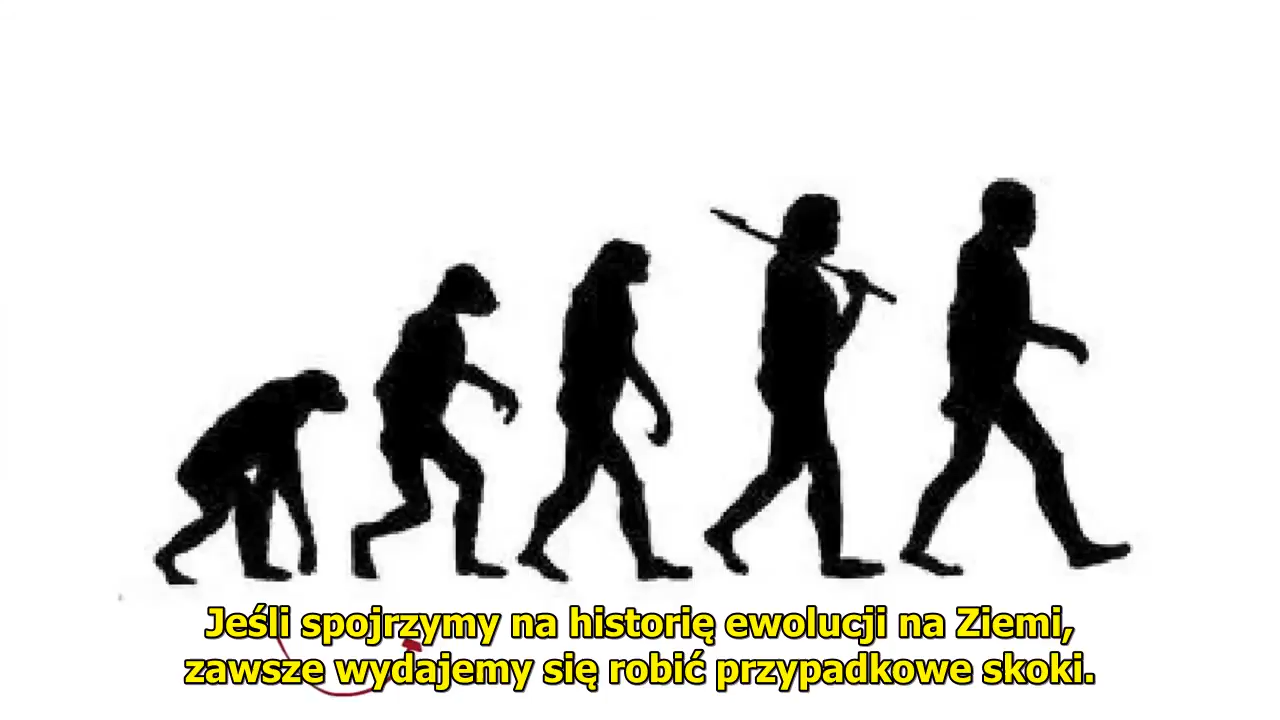 Jeśli spojrzymy na historię ewolucji na Ziemi,
zawsze wydajemy się robić przypadkowe skoki.